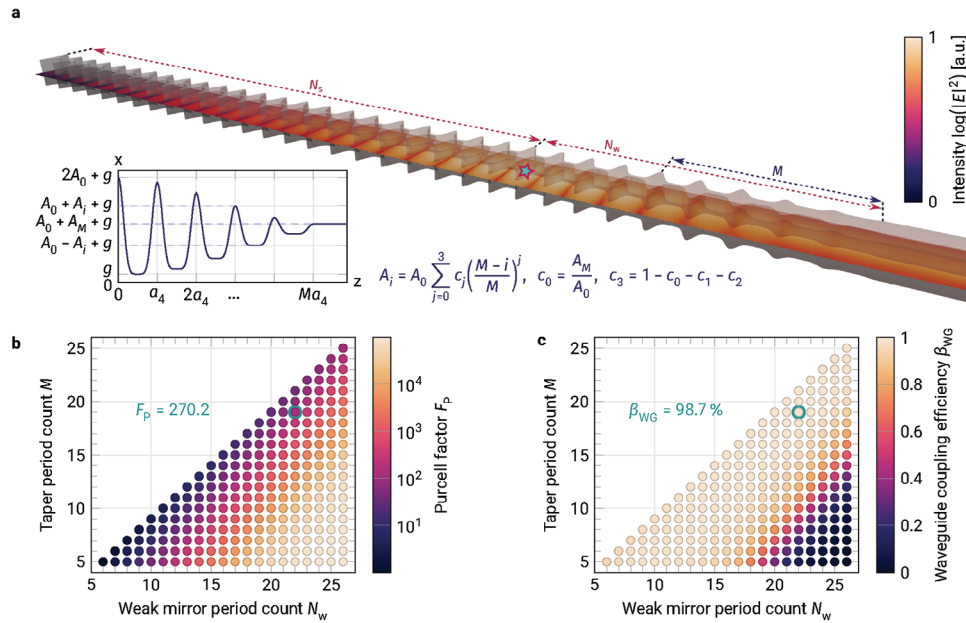 a
N_s
N_w
M
1
0
Intensity log(|E|²) [a.u.]
x
2A₀ + g
A₀ + A_i + g
A₀ + A_M + g
A₀ − A_i + g
g
0
0 a₄ 2a₄ ... Ma₄ z
A_i = A₀ ∑_{j=0}^{3} c_j((M − i)/M)^j, c₀ = A_M/A₀, c₃ = 1 − c₀ − c₁ − c₂
b
25
20
15
10
5
Taper period count M
5 10 15 20 25
Weak mirror period count N_w
F_P = 270.2
10⁴
10³
10²
10¹
Purcell factor F_P
c
25
20
15
10
5
Taper period count M
5 10 15 20 25
Weak mirror period count N_w
β_WG = 98.7 %
1
0.8
0.6
0.4
0.2
0
Waveguide coupling efficiency β_WG